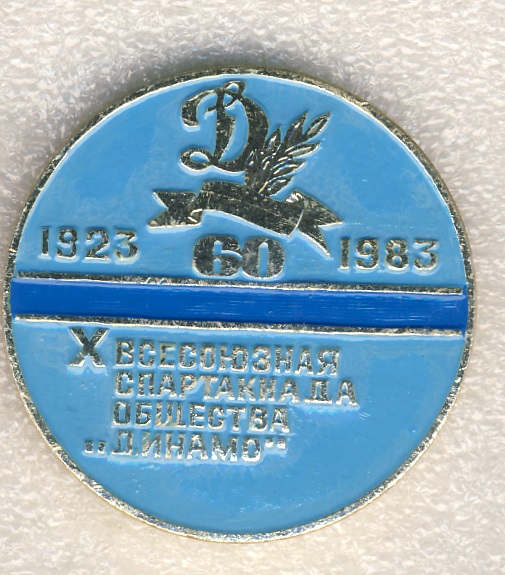 Д
1923 60 1983
X ВСЕСОЮЗНАЯ
СПАРТАКИАДА
ОБЩЕСТВА
„ДИНАМО"